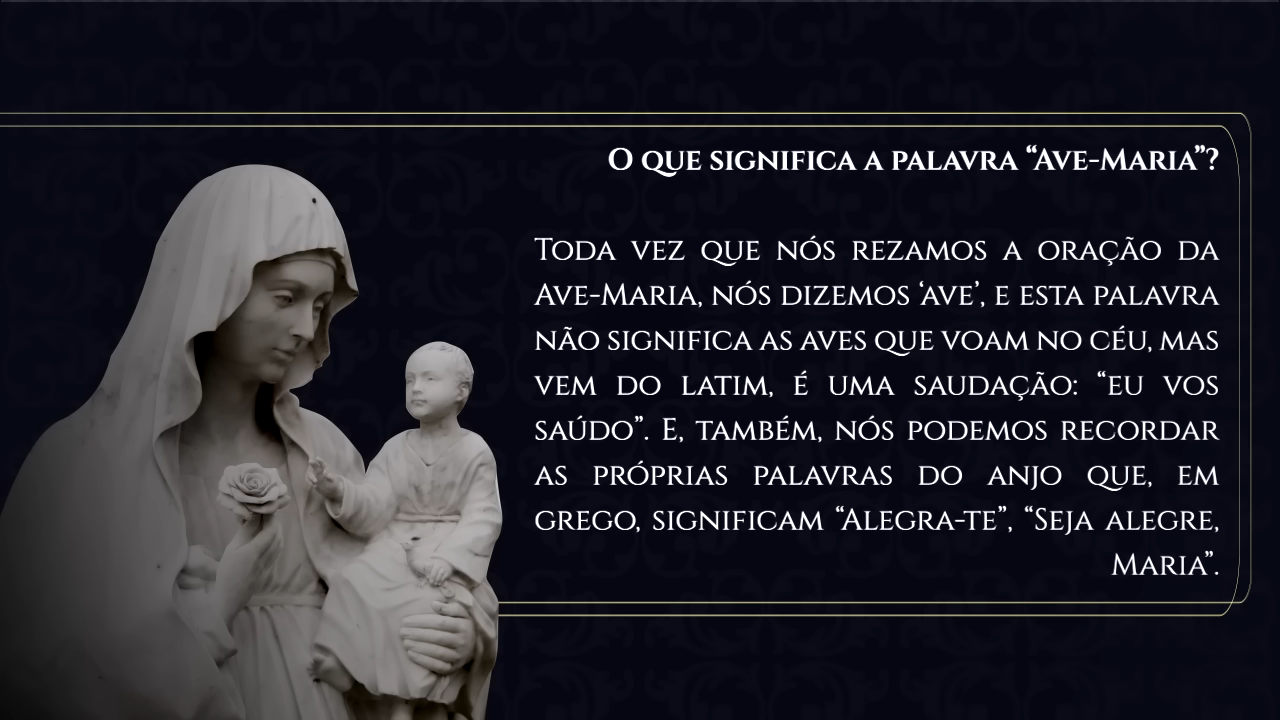 O que significa a palavra “Ave-Maria”?
Toda vez que nós rezamos a oração da
Ave-Maria, nós dizemos ‘ave’, e esta palavra
não significa as aves que voam no céu, mas
vem do latim, é uma saudação: “eu vos
saúdo”. E, também, nós podemos recordar
as próprias palavras do anjo que, em
grego, significam “Alegra-te”, “Seja alegre,
Maria”.